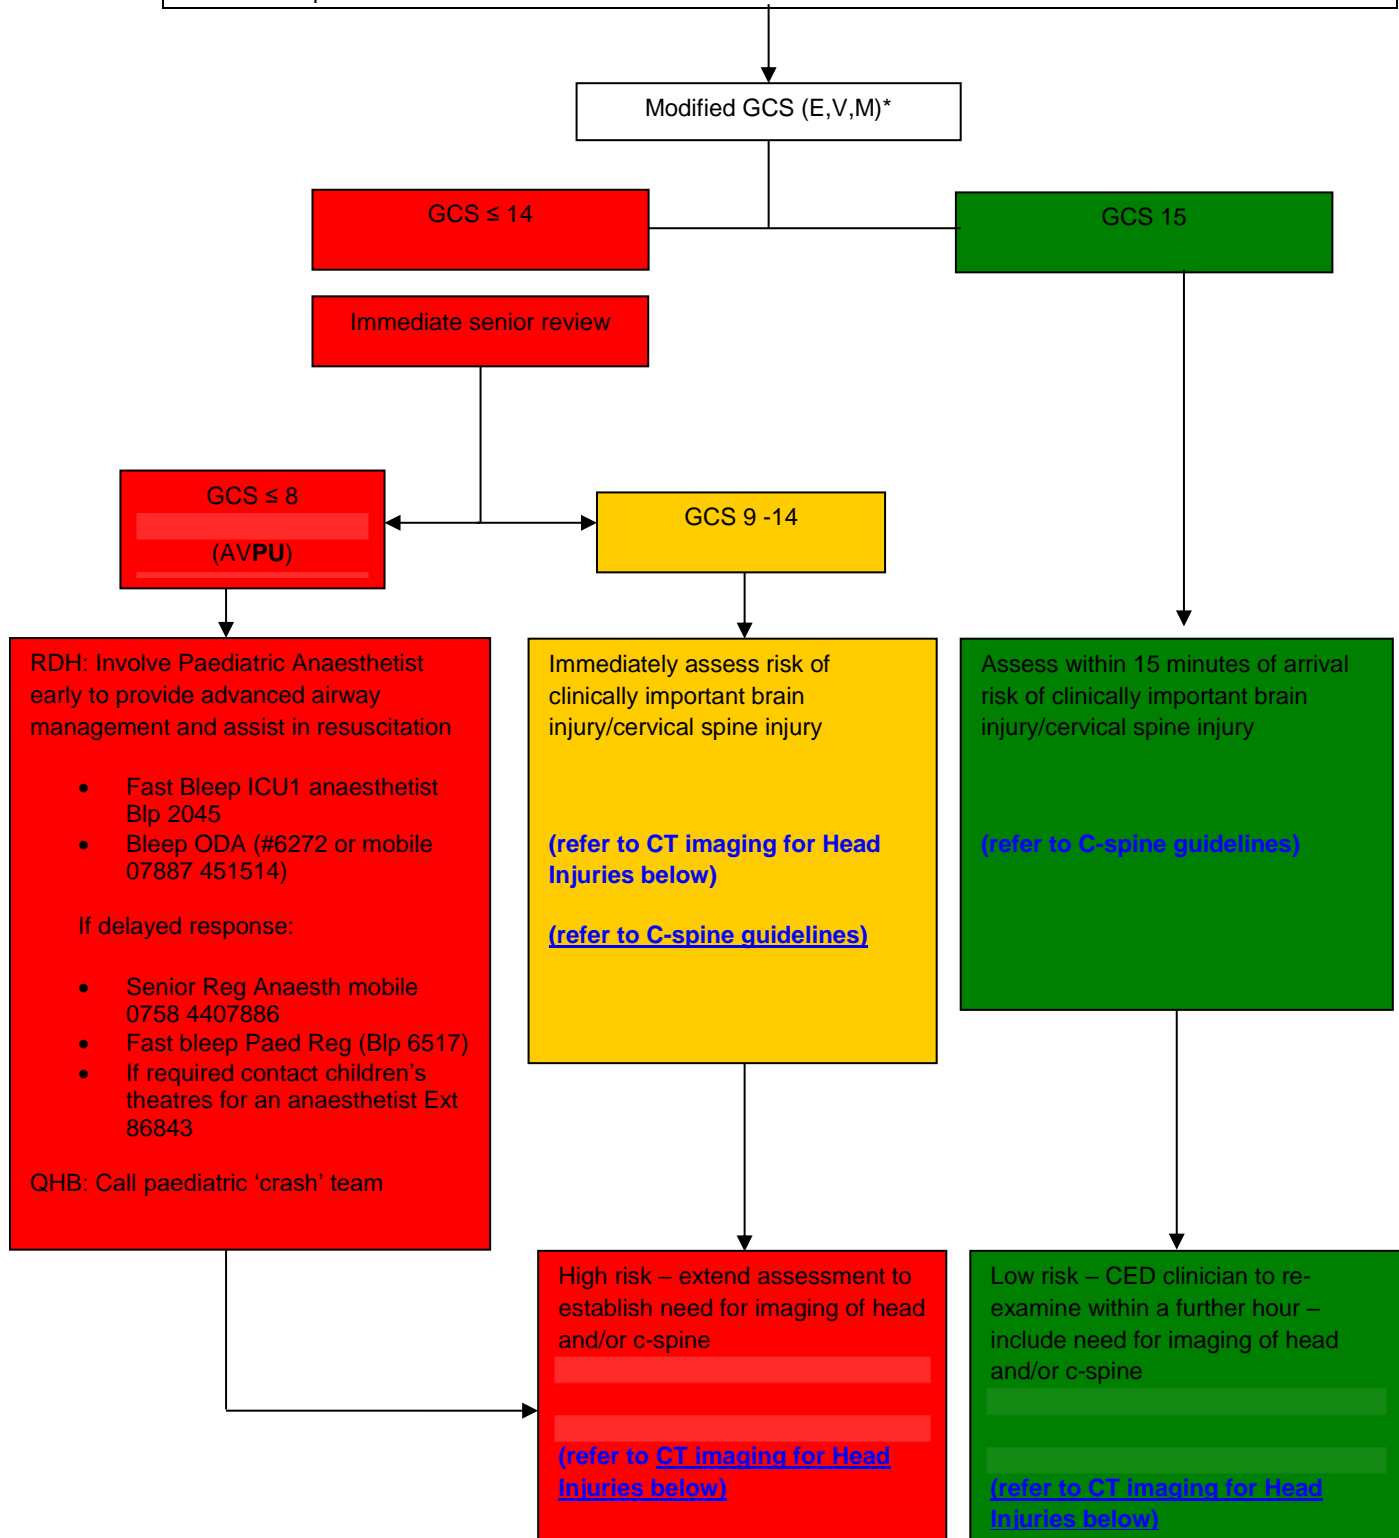 Modified GCS (E,V,M)*
GCS ≤ 14
GCS 15
Immediate senior review
GCS ≤ 8
(AVPU)
GCS 9 -14
RDH: Involve Paediatric Anaesthetist
early to provide advanced airway
management and assist in resuscitation
• Fast Bleep ICU1 anaesthetist
Blp 2045
• Bleep ODA (#6272 or mobile
07887 451514)
If delayed response:
• Senior Reg Anaesth mobile
0758 4407886
• Fast bleep Paed Reg (Blp 6517)
• If required contact children’s
theatres for an anaesthetist Ext
86843
QHB: Call paediatric ‘crash’ team
Immediately assess risk of
clinically important brain
injury/cervical spine injury
(refer to CT imaging for Head
Injuries below)
(refer to C-spine guidelines)
Assess within 15 minutes of arrival
risk of clinically important brain
injury/cervical spine injury
(refer to C-spine guidelines)
High risk – extend assessment to
establish need for imaging of head
and/or c-spine
(refer to CT imaging for Head
Injuries below)
Low risk – CED clinician to re-
examine within a further hour –
include need for imaging of head
and/or c-spine
(refer to CT imaging for Head
Injuries below)